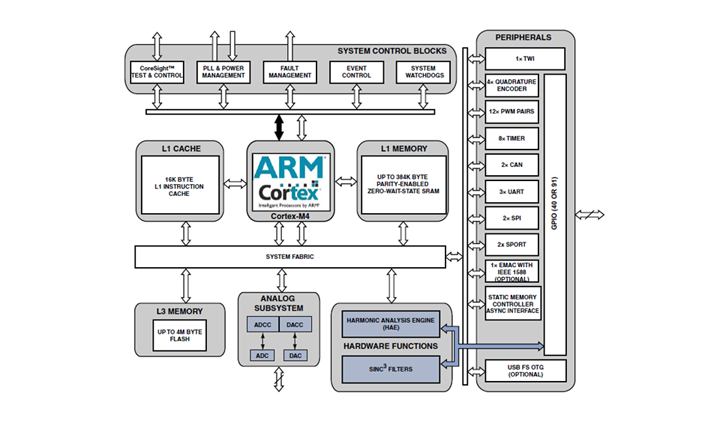 SYSTEM CONTROL BLOCKS
CoreSight™
TEST & CONTROL
PLL & POWER
MANAGEMENT
FAULT
MANAGEMENT
EVENT
CONTROL
SYSTEM
WATCHDOGS
L1 CACHE
16K BYTE
L1 INSTRUCTION
CACHE
ARM
Cortex
Intelligent Processors by ARM®
Cortex-M4
L1 MEMORY
UP TO 384K BYTE
PARITY-ENABLED
ZERO-WAIT-STATE SRAM
SYSTEM FABRIC
L3 MEMORY
UP TO 4M BYTE
FLASH
ANALOG
SUBSYSTEM
ADCC
DACC
ADC
DAC
HARMONIC ANALYSIS ENGINE
(HAE)
HARDWARE FUNCTIONS
SINC3 FILTERS
PERIPHERALS
1× TWI
4× QUADRATURE
ENCODER
12× PWM PAIRS
8× TIMER
2× CAN
3× UART
2× SPI
2x SPORT
1× EMAC WITH
IEEE 1588
(OPTIONAL)
STATIC MEMORY
CONTROLLER
ASYNC INTERFACE
USB FS OTG
(OPTIONAL)
GPIO (40 OR 91)